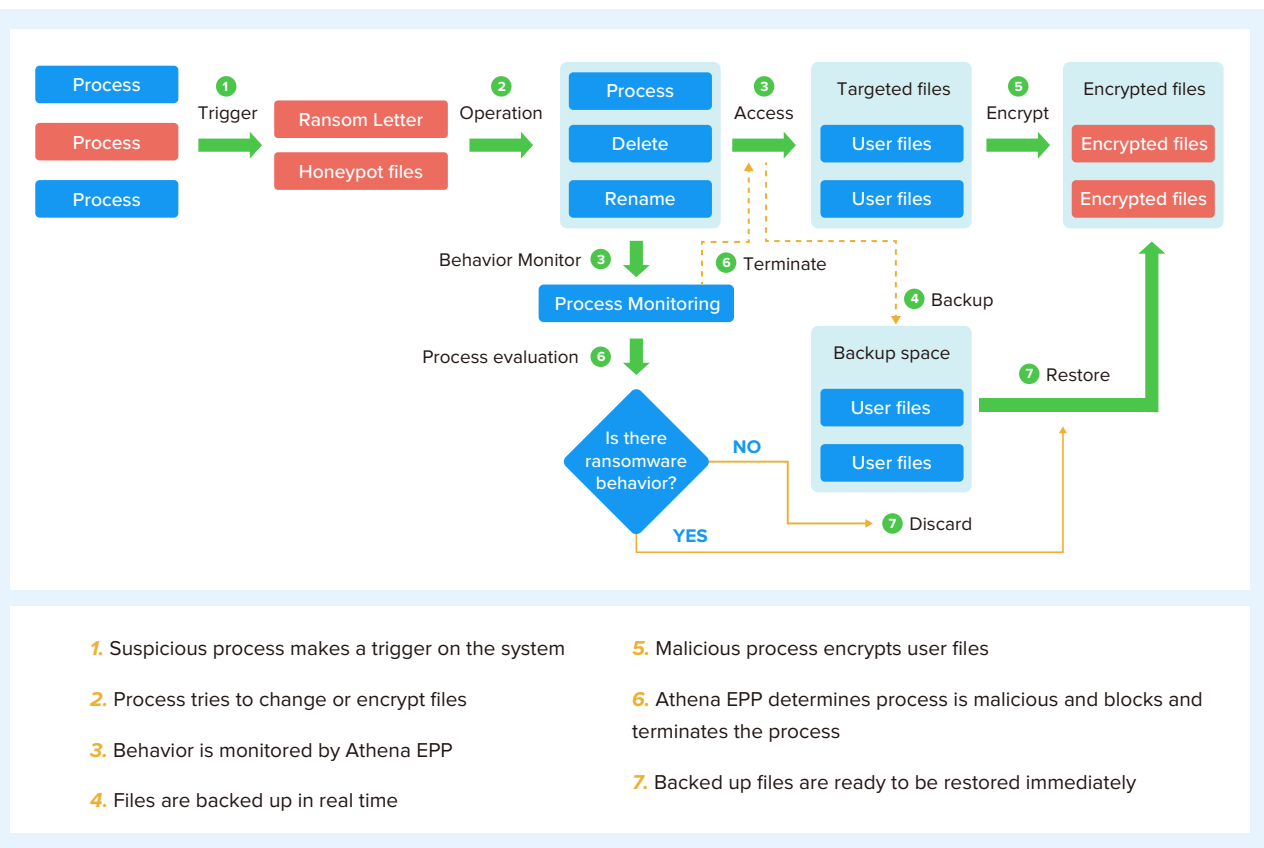 Process
Process
Process
1
Trigger
Ransom Letter
Honeypot files
2
Operation
Process
Delete
Rename
3
Access
Targeted files
User files
User files
5
Encrypt
Encrypted files
Encrypted files
Encrypted files
Behavior Monitor 3
6 Terminate
Process Monitoring
4 Backup
Process evaluation 6
Backup space
User files
User files
7 Restore
Is there
ransomware
behavior?
NO
7 Discard
YES
1. Suspicious process makes a trigger on the system
2. Process tries to change or encrypt files
3. Behavior is monitored by Athena EPP
4. Files are backed up in real time
5. Malicious process encrypts user files
6. Athena EPP determines process is malicious and blocks and
terminates the process
7. Backed up files are ready to be restored immediately